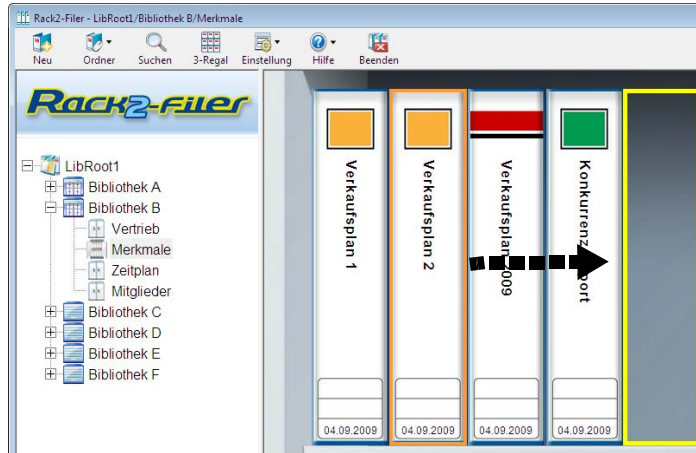 Rack2-Filer - LibRoot1/Bibliothek B/Merkmale
Neu Ordner Suchen 3-Regal Einstellung Hilfe Beenden
Rack2-Filer
LibRoot1
Bibliothek A
Bibliothek B
Vertrieb
Merkmale
Zeitplan
Mitglieder
Bibliothek C
Bibliothek D
Bibliothek E
Bibliothek F
Verkaufsplan 1
04.09.2009
Verkaufsplan 2
04.09.2009
Verkaufsplan 2009
04.09.2009
04.09.2009